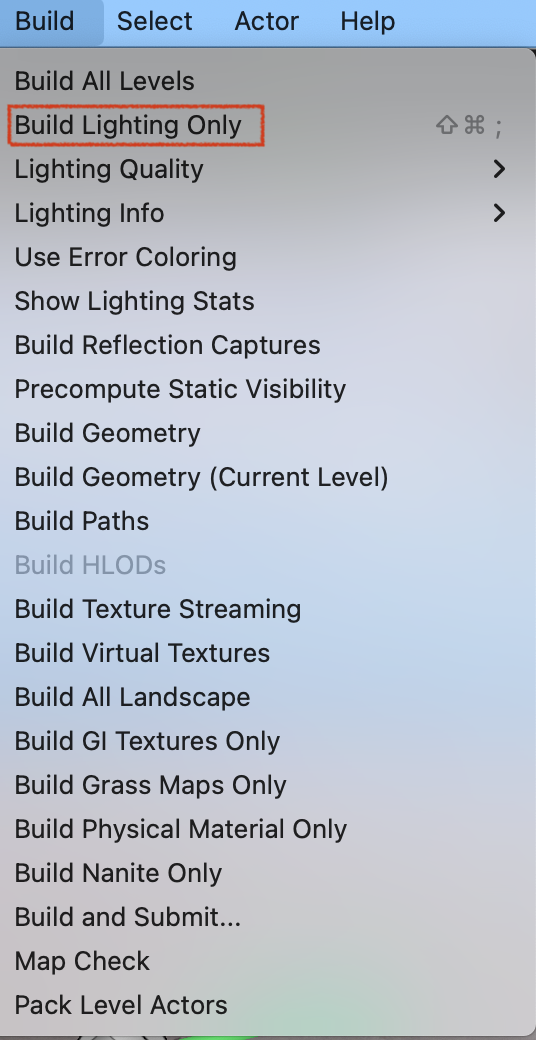 Build Select Actor Help
Build All Levels
Build Lighting Only ⇧⌘;
Lighting Quality
Lighting Info
Use Error Coloring
Show Lighting Stats
Build Reflection Captures
Precompute Static Visibility
Build Geometry
Build Geometry (Current Level)
Build Paths
Build HLODs
Build Texture Streaming
Build Virtual Textures
Build All Landscape
Build GI Textures Only
Build Grass Maps Only
Build Physical Material Only
Build Nanite Only
Build and Submit...
Map Check
Pack Level Actors